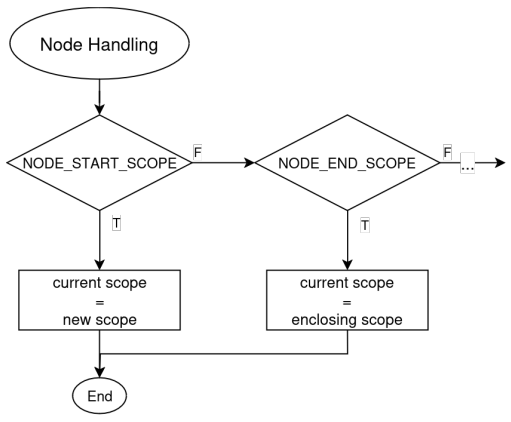 Node Handling
NODE_START_SCOPE
F
NODE_END_SCOPE
F
...
T
T
current scope
=
new scope
current scope
=
enclosing scope
End